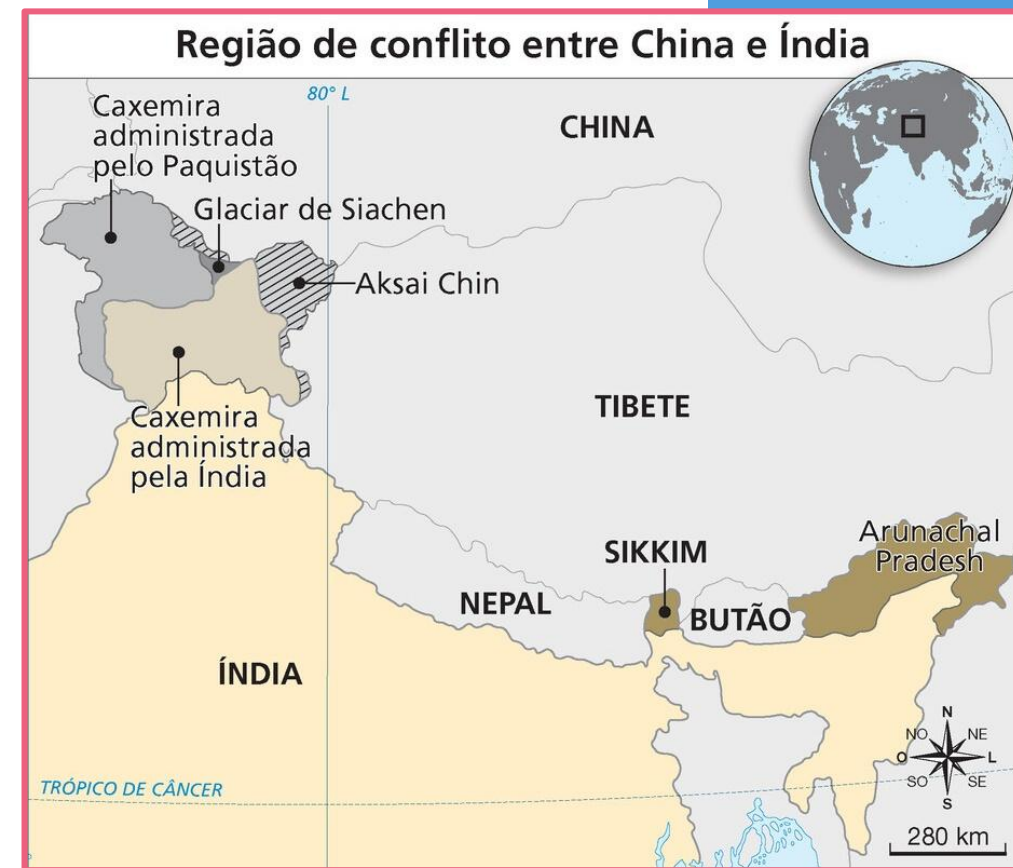 Região de conflito entre China e Índia
80° L
Caxemira
administrada
pelo Paquistão
CHINA
Glaciar de Siachen
Aksai Chin
TIBETE
Caxemira
administrada
pela Índia
Arunachal
Pradesh
SIKKIM
NEPAL
BUTÃO
ÍNDIA
N
NO
NE
O
L
SO
SE
S
TRÓPICO DE CÂNCER
280 km